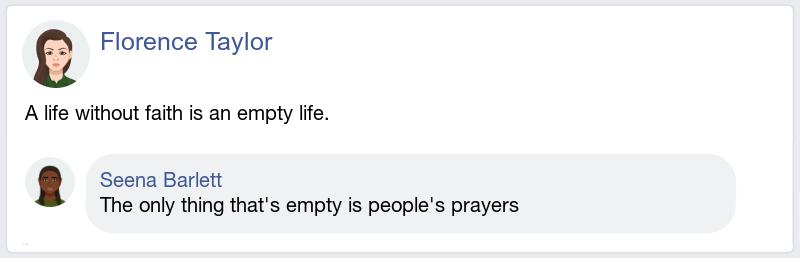 Florence Taylor
A life without faith is an empty life.
Seena Barlett
The only thing that's empty is people's prayers